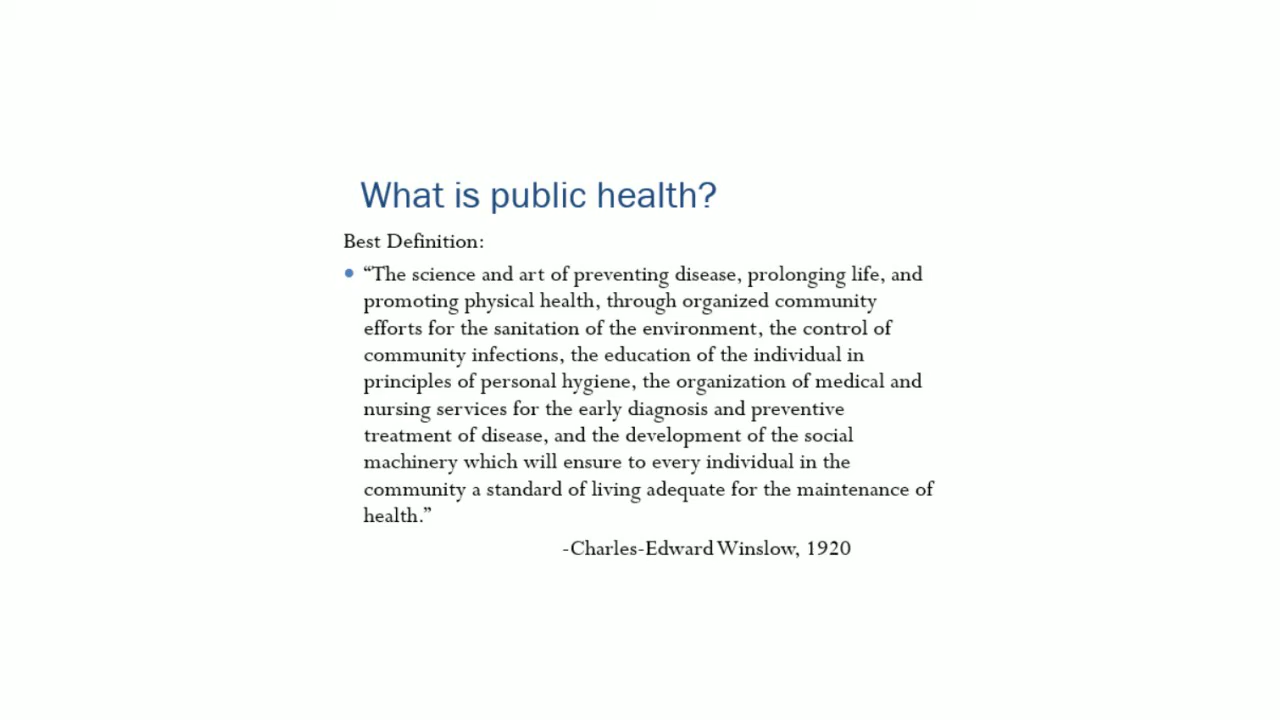 What is public health?
Best Definition:
• “The science and art of preventing disease, prolonging life, and
promoting physical health, through organized community
efforts for the sanitation of the environment, the control of
community infections, the education of the individual in
principles of personal hygiene, the organization of medical and
nursing services for the early diagnosis and preventive
treatment of disease, and the development of the social
machinery which will ensure to every individual in the
community a standard of living adequate for the maintenance of
health.”
-Charles-Edward Winslow, 1920